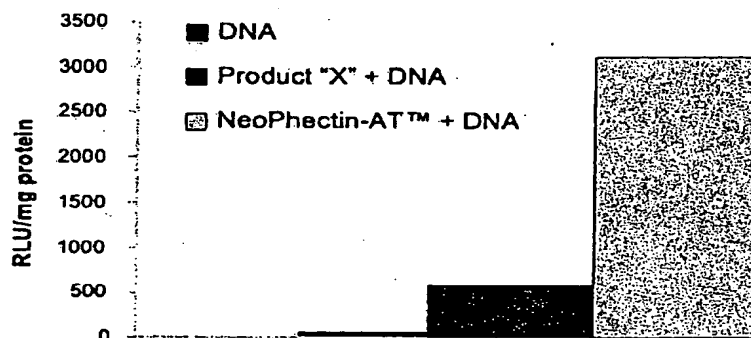 3500
3000
2500
2000
1500
1000
500
0
RLU/mg protein
DNA
Product "X" + DNA
NeoPhectin-AT™ + DNA